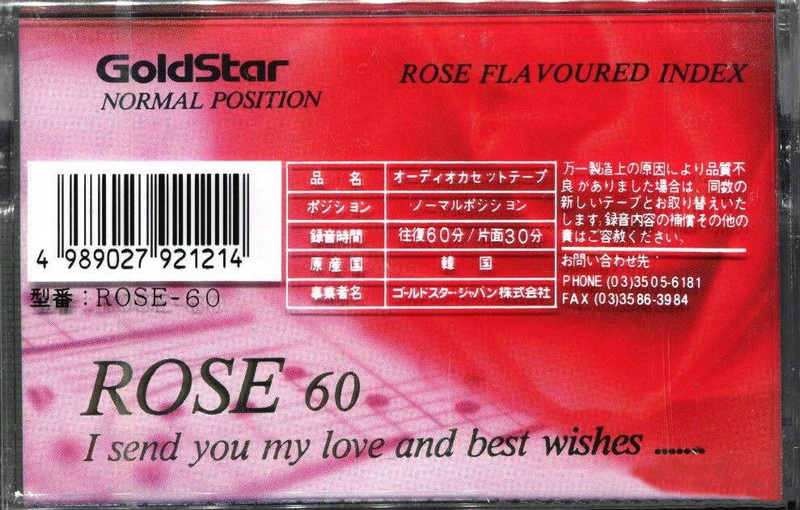 GoldStar
NORMAL POSITION
ROSE FLAVOURED INDEX
4 989027 921214
型番：ROSE-60
品名 オーディオカセットテープ
ポジション ノーマルポジション
録音時間 往復60分/片面30分
原産国 韓国
事業者名 ゴールドスター・ジャパン株式会社
万一製造上の原因により品質不
良がありました場合は、同数の
新しいテープとお取り替えいた
します。録音内容の補償その他の
責はご容赦ください。
お問い合わせ先
PHONE (03)3505-6181
FAX (03)3586-3984
ROSE 60
I send you my love and best wishes ......